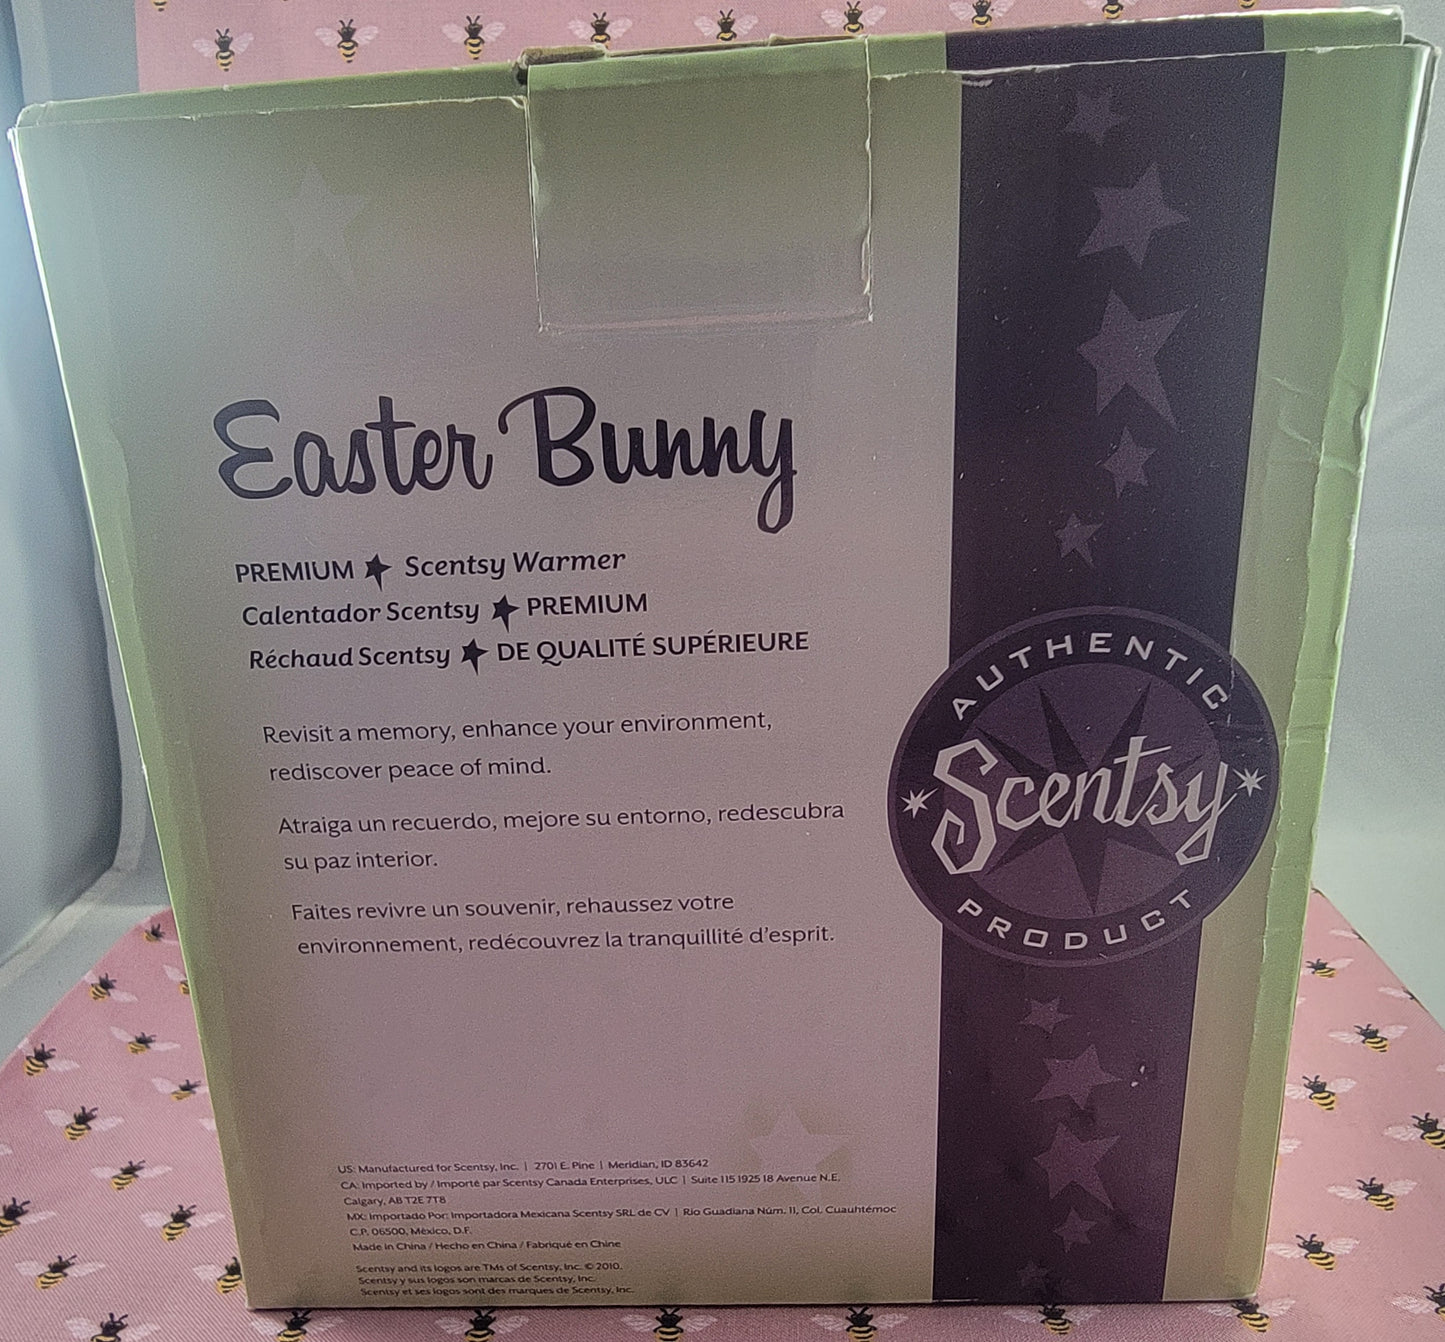 Easter Bunny
PREMIUM Scentsy Warmer
Calentador Scentsy PREMIUM
Réchaud Scentsy DE QUALITÉ SUPÉRIEURE
Revisit a memory, enhance your environment,
rediscover peace of mind.
Atraiga un recuerdo, mejore su entorno, redescubra
su paz interior.
Faites revivre un souvenir, rehaussez votre
environnement, redécouvrez la tranquillité d'esprit.
AUTHENTIC
Scentsy
PRODUCT
US: Manufactured for Scentsy, Inc. | 2701 E. Pine | Meridian, ID 83642
CA: Imported by / Importé par Scentsy Canada Enterprises, ULC | Suite 115 1925 18 Avenue N.E.
Calgary, AB T2E 7T8
MX: Importado Por: Importadora Mexicana Scentsy SRL de CV | Río Guadiana Núm. 11, Col. Cuauhtémoc
C.P. 06500, México, D.F.
Made in China / Hecho en China / Fabriqué en Chine
Scentsy and its logos are TMs of Scentsy, Inc. © 2010.
Scentsy y sus logos son marcas de Scentsy, Inc.
Scentsy et ses logos sont des marques de Scentsy, Inc.